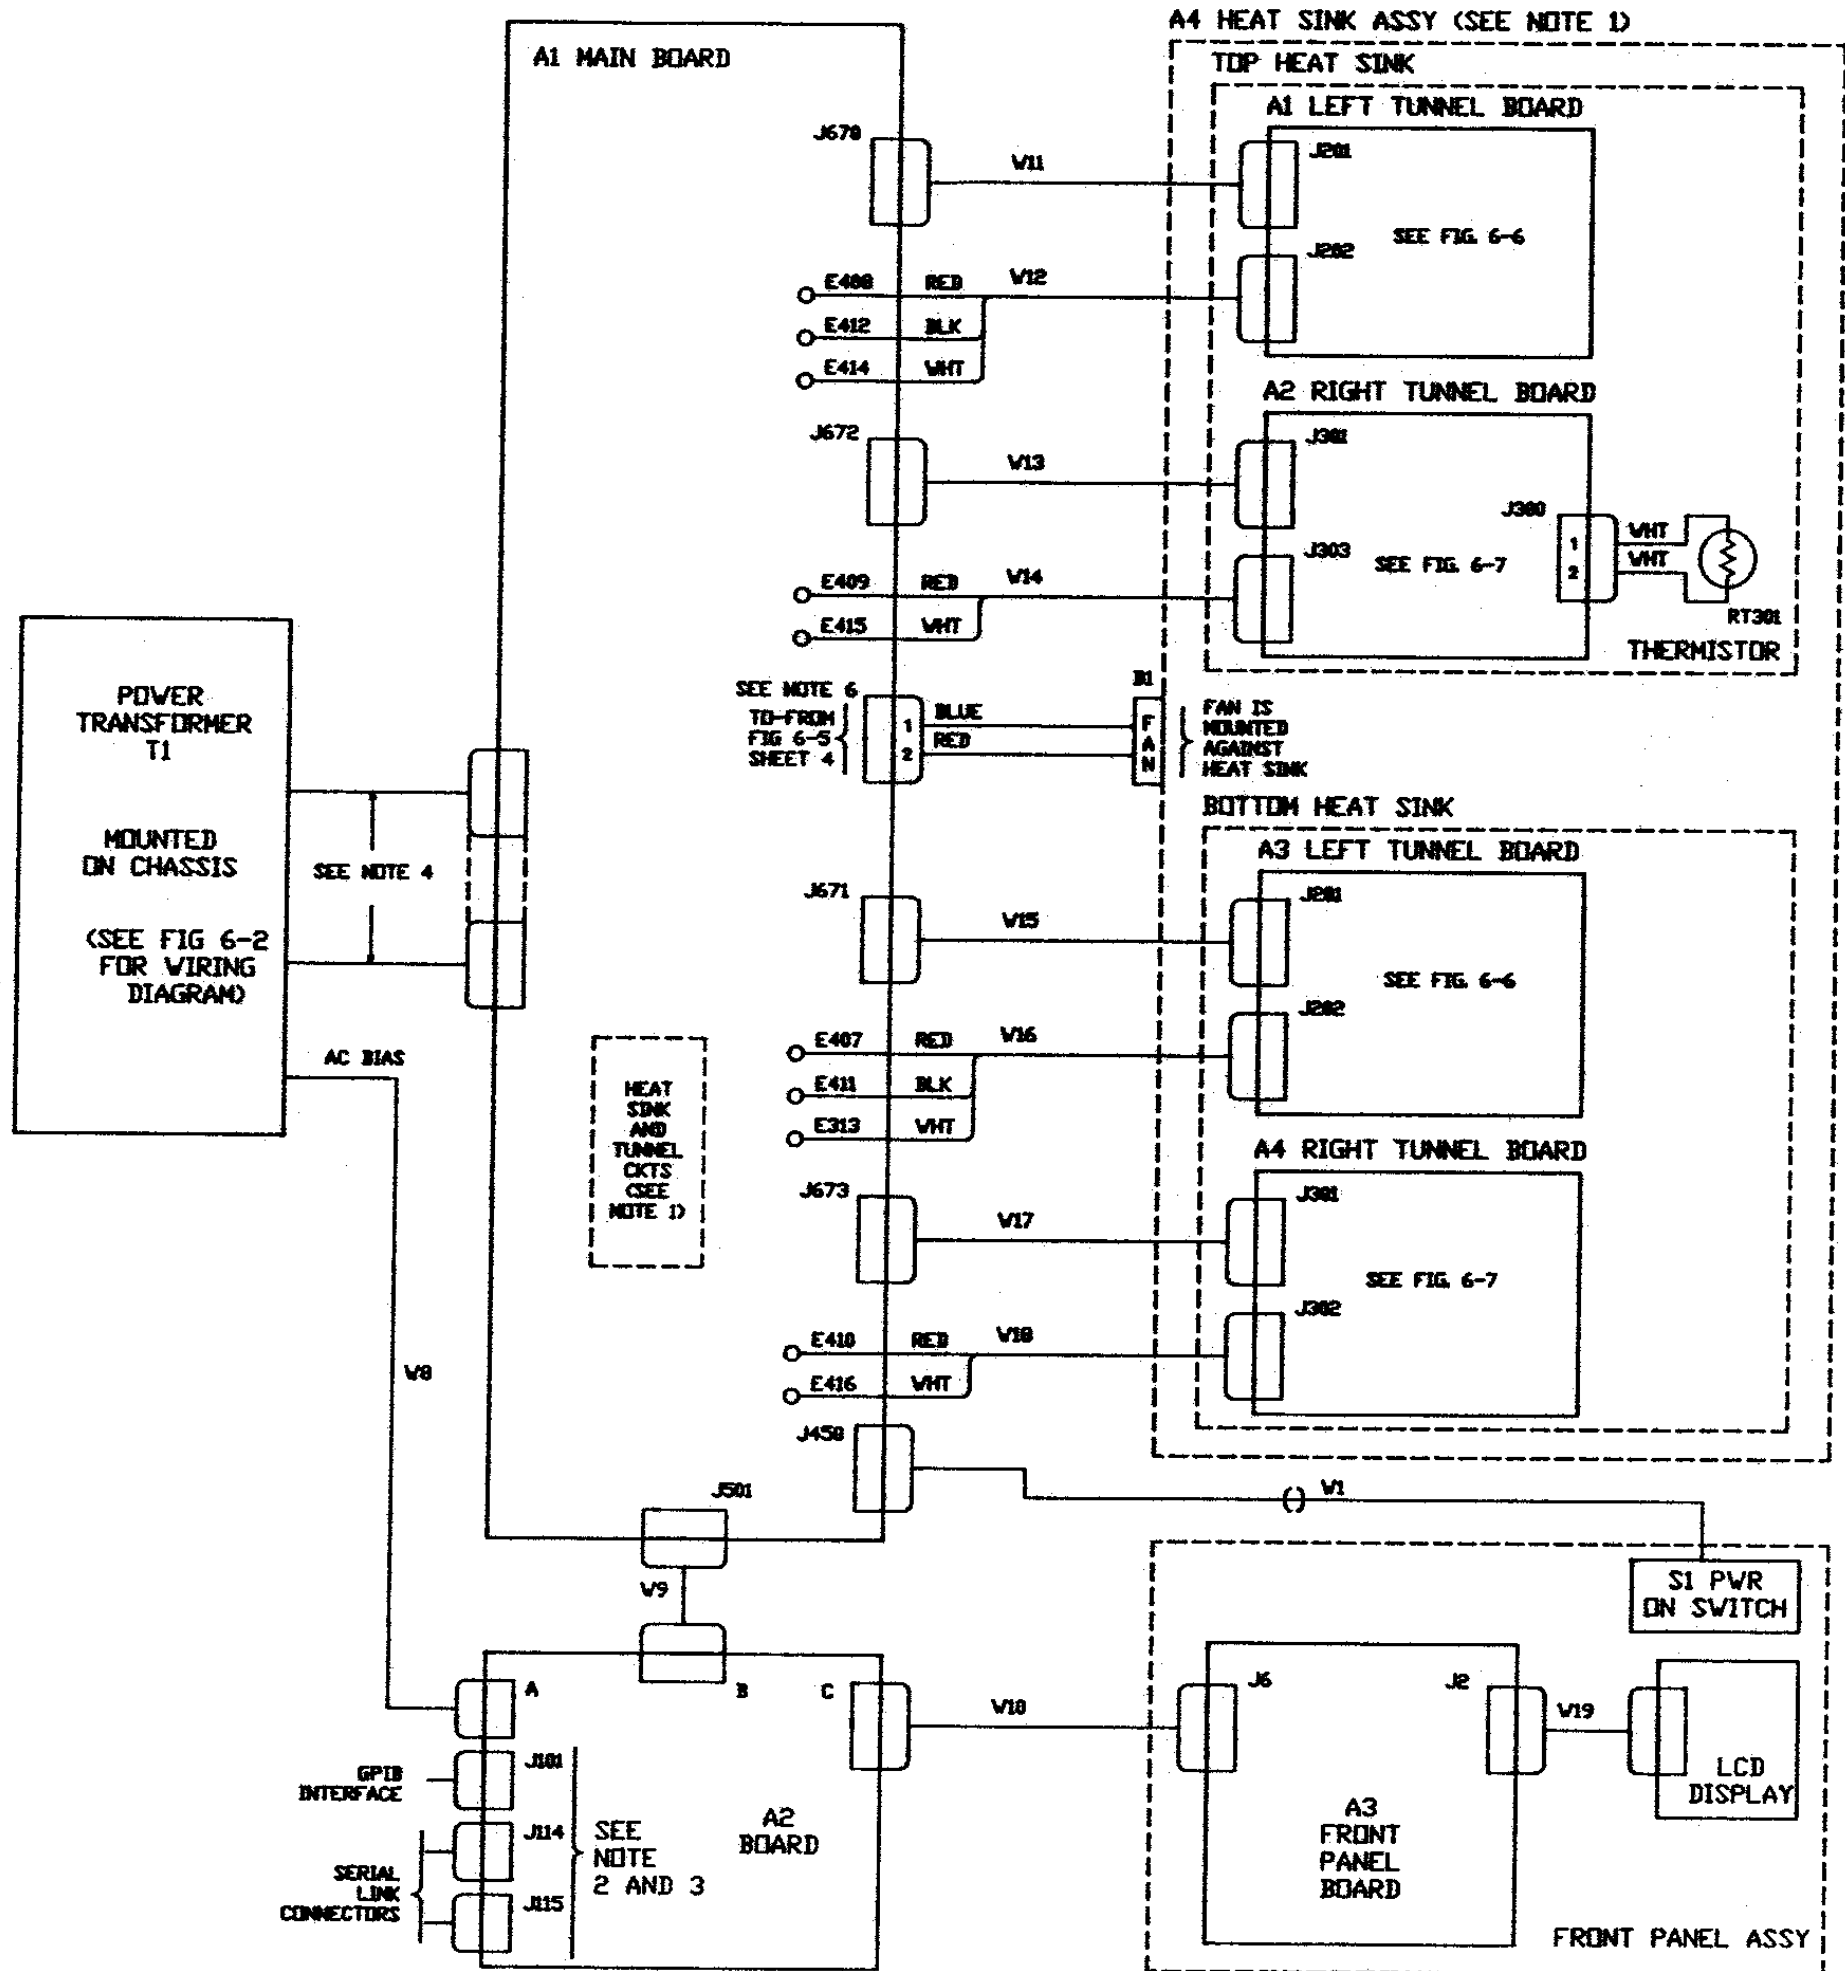 A4 HEAT SINK ASSY (SEE NOTE 1)
TOP HEAT SINK
A1 MAIN BOARD
A1 LEFT TUNNEL BOARD
J670
W11
J201
SEE FIG. 6-6
J202
E408 RED W12
E412 BLK
E414 WHT
A2 RIGHT TUNNEL BOARD
J672
W13
J301
J300
1
2
WHT
WHT
RT301
THERMISTOR
SEE FIG. 6-7
J303
E409 RED W14
E415 WHT
SEE NOTE 6
TO-FROM
FIG 6-5
SHEET 4
1 BLUE
2 RED
B1
FAN
FAN IS
MOUNTED
AGAINST
HEAT SINK
POWER
TRANSFORMER
T1
MOUNTED
ON CHASSIS
(SEE FIG 6-2
FOR WIRING
DIAGRAM)
SEE NOTE 4
AC BIAS
BOTTOM HEAT SINK
A3 LEFT TUNNEL BOARD
J671
W15
J201
SEE FIG. 6-6
J202
E407 RED W16
E411 BLK
E313 WHT
HEAT
SINK
AND
TUNNEL
CKTS
(SEE
NOTE 1)
A4 RIGHT TUNNEL BOARD
J673
W17
J301
SEE FIG. 6-7
J302
E410 RED W18
E416 WHT
W8
J450
W1
J501
W9
S1 PWR
ON SWITCH
A
B
C
W10
J6
J2
W19
LCD
DISPLAY
GPIB
INTERFACE
J101
J114
J115
SERIAL
LINK
CONNECTORS
SEE
NOTE
2 AND 3
A2
BOARD
A3
FRONT
PANEL
BOARD
FRONT PANEL ASSY